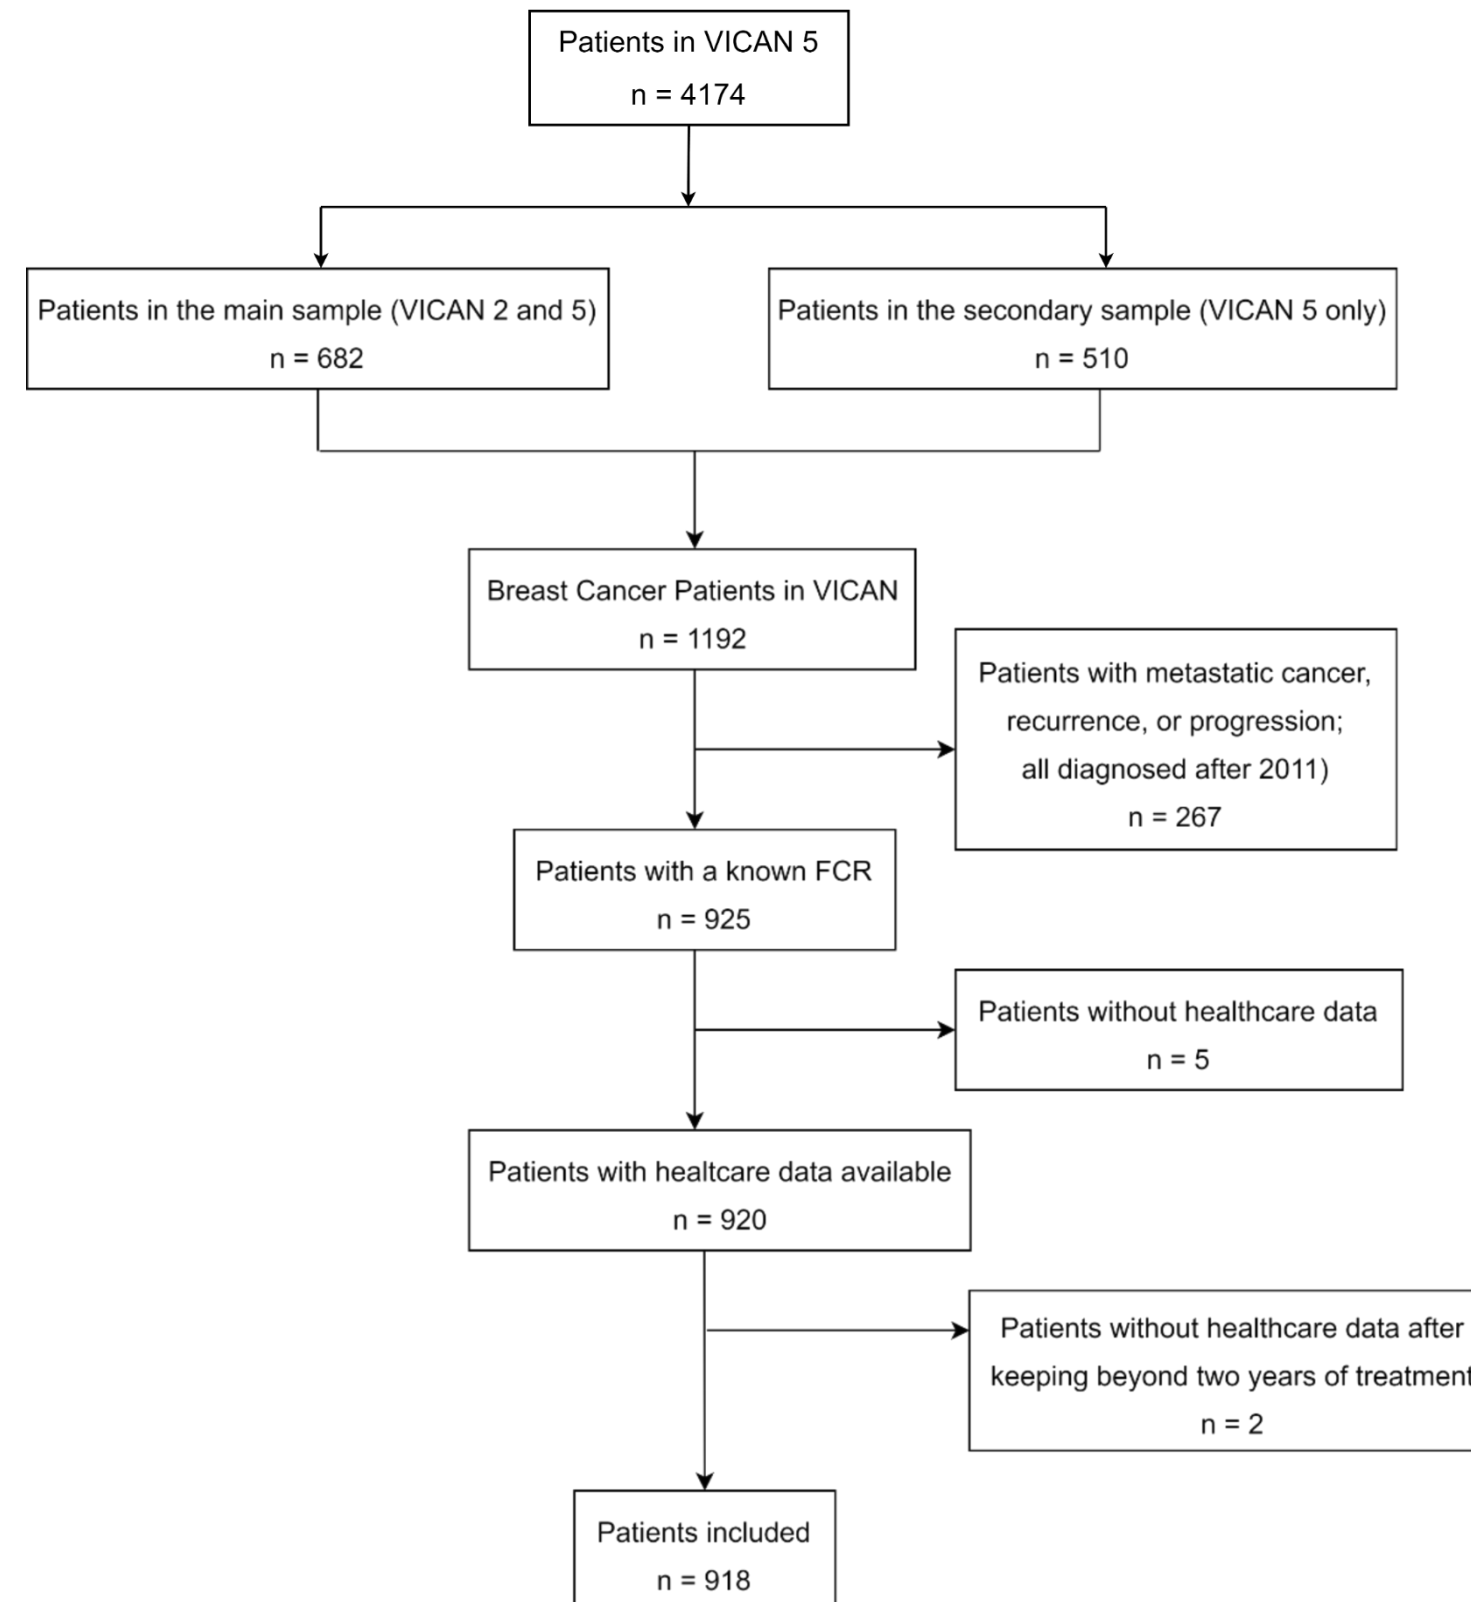 Patients in VICAN 5
n = 4174
Patients in the main sample (VICAN 2 and 5)
n = 682
Patients in the secondary sample (VICAN 5 only)
n = 510
Breast Cancer Patients in VICAN
n = 1192
Patients with metastatic cancer,
recurrence, or progression;
all diagnosed after 2011)
n = 267
Patients with a known FCR
n = 925
Patients without healthcare data
n = 5
Patients with healtcare data available
n = 920
Patients without healthcare data after
keeping beyond two years of treatment
n = 2
Patients included
n = 918